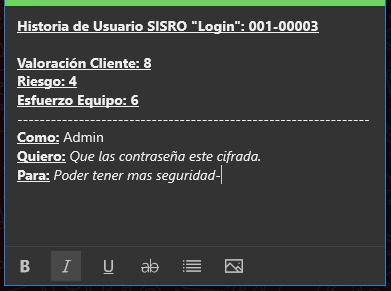 Historia de Usuario SISRO "Login": 001-00003
Valoración Cliente: 8
Riesgo: 4
Esfuerzo Equipo: 6
----------------------------------------------------------------
Como: Admin
Quiero: Que las contraseña este cifrada.
Para: Poder tener mas seguridad-
B I U ab